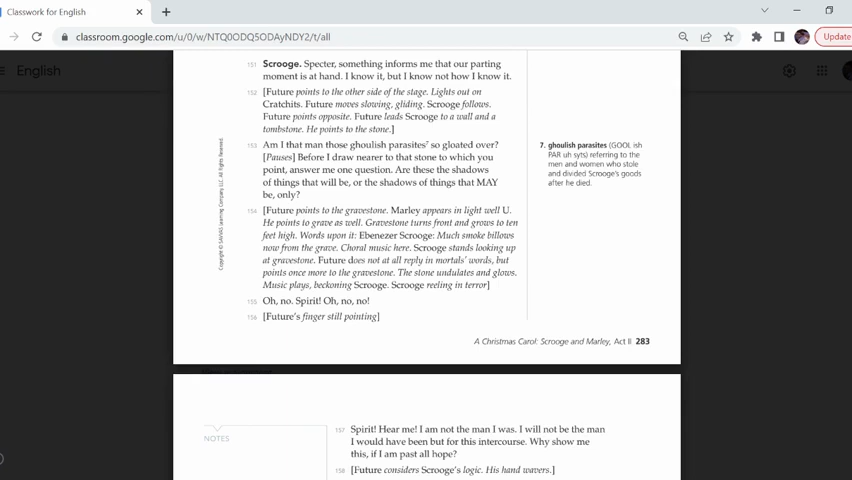 Classwork for English
classroom.google.com/u/0/w/NTQ0ODQ5ODAyNDY2/t/all
Update
English
151 Scrooge. Specter, something informs me that our parting
moment is at hand. I know it, but I know not how I know it.
152 [Future points to the other side of the stage. Lights out on
Cratchits. Future moves slowing, gliding. Scrooge follows.
Future points opposite. Future leads Scrooge to a wall and a
tombstone. He points to the stone.]
153 Am I that man those ghoulish parasites⁷ so gloated over?
[Pauses] Before I draw nearer to that stone to which you
point, answer me one question. Are these the shadows
of things that will be, or the shadows of things that MAY
be, only?
154 [Future points to the gravestone. Marley appears in light well U.
He points to grave as well. Gravestone turns front and grows to ten
feet high. Words upon it: Ebenezer Scrooge: Much smoke billows
now from the grave. Choral music here. Scrooge stands looking up
at gravestone. Future does not at all reply in mortals' words, but
points once more to the gravestone. The stone undulates and glows.
Music plays, beckoning Scrooge. Scrooge reeling in terror]
155 Oh, no. Spirit! Oh, no, no!
156 [Future's finger still pointing]
7. ghoulish parasites (GOOL ish
PAR uh syts) referring to the
men and women who stole
and divided Scrooge's goods
after he died.
Copyright © SAVVAS Learning Company LLC. All Rights Reserved.
A Christmas Carol: Scrooge and Marley, Act II 283
NOTES
157 Spirit! Hear me! I am not the man I was. I will not be the man
I would have been but for this intercourse. Why show me
this, if I am past all hope?
158 [Future considers Scrooge's logic. His hand wavers.]